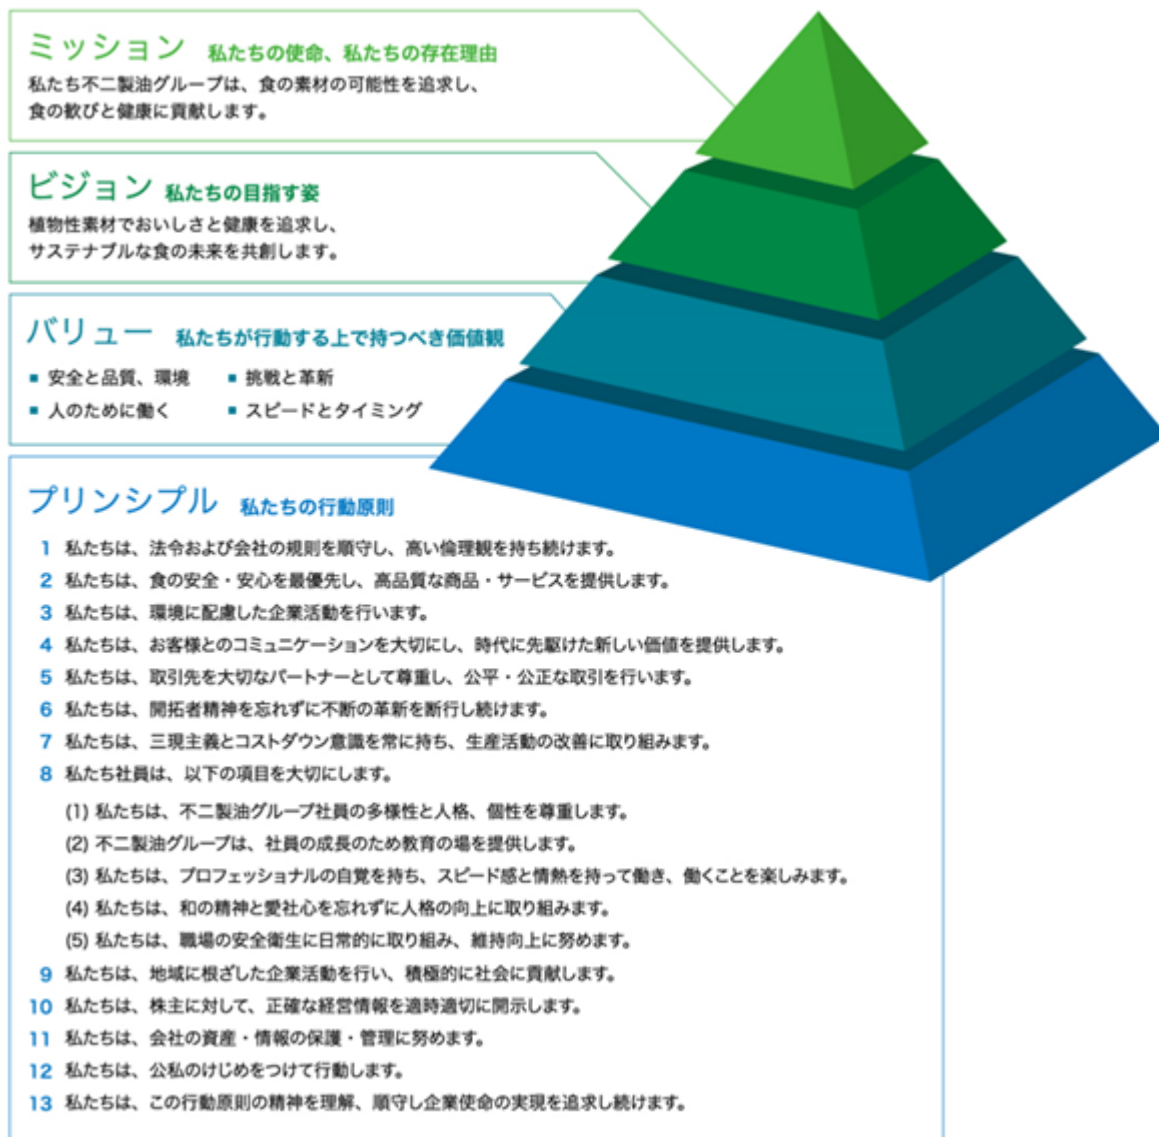 ミッション 私たちの使命、私たちの存在理由
私たち不二製油グループは、食の素材の可能性を追求し、
食の歓びと健康に貢献します。
ビジョン 私たちの目指す姿
植物性素材でおいしさと健康を追求し、
サステナブルな食の未来を共創します。
バリュー 私たちが行動する上で持つべき価値観
■ 安全と品質、環境 ■ 挑戦と革新
■ 人のために働く ■ スピードとタイミング
プリンシプル 私たちの行動原則
1 私たちは、法令および会社の規則を順守し、高い倫理観を持ち続けます。
2 私たちは、食の安全・安心を最優先し、高品質な商品・サービスを提供します。
3 私たちは、環境に配慮した企業活動を行います。
4 私たちは、お客様とのコミュニケーションを大切にし、時代に先駆けた新しい価値を提供します。
5 私たちは、取引先を大切なパートナーとして尊重し、公平・公正な取引を行います。
6 私たちは、開拓者精神を忘れずに不断の革新を断行し続けます。
7 私たちは、三現主義とコストダウン意識を常に持ち、生産活動の改善に取り組みます。
8 私たち社員は、以下の項目を大切にします。
(1) 私たちは、不二製油グループ社員の多様性と人格、個性を尊重します。
(2) 不二製油グループは、社員の成長のため教育の場を提供します。
(3) 私たちは、プロフェッショナルの自覚を持ち、スピード感と情熱を持って働き、働くことを楽しみます。
(4) 私たちは、和の精神と愛社心を忘れずに人格の向上に取り組みます。
(5) 私たちは、職場の安全衛生に日常的に取り組み、維持向上に努めます。
9 私たちは、地域に根ざした企業活動を行い、積極的に社会に貢献します。
10 私たちは、株主に対して、正確な経営情報を適時適切に開示します。
11 私たちは、会社の資産・情報の保護・管理に努めます。
12 私たちは、公私のけじめをつけて行動します。
13 私たちは、この行動原則の精神を理解、順守し企業使命の実現を追求し続けます。